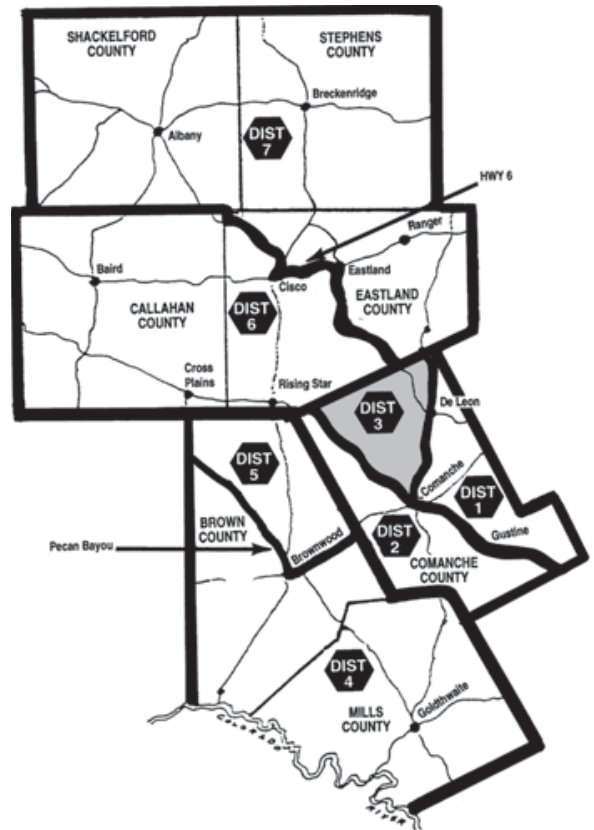 SHACKELFORD
COUNTY
STEPHENS
COUNTY
Breckenridge
Albany
DIST
7
HWY 6
Ranger
Baird
Cisco
Eastland
EASTLAND
COUNTY
CALLAHAN
COUNTY
DIST
6
Cross
Plains
Rising Star
DIST
3
De Leon
DIST
5
Comanche
DIST
1
BROWN
COUNTY
Pecan Bayou
Brownwood
DIST
2
Gustine
COMANCHE
COUNTY
DIST
4
MILLS
COUNTY
Goldthwaite
COLORADO
RIVER